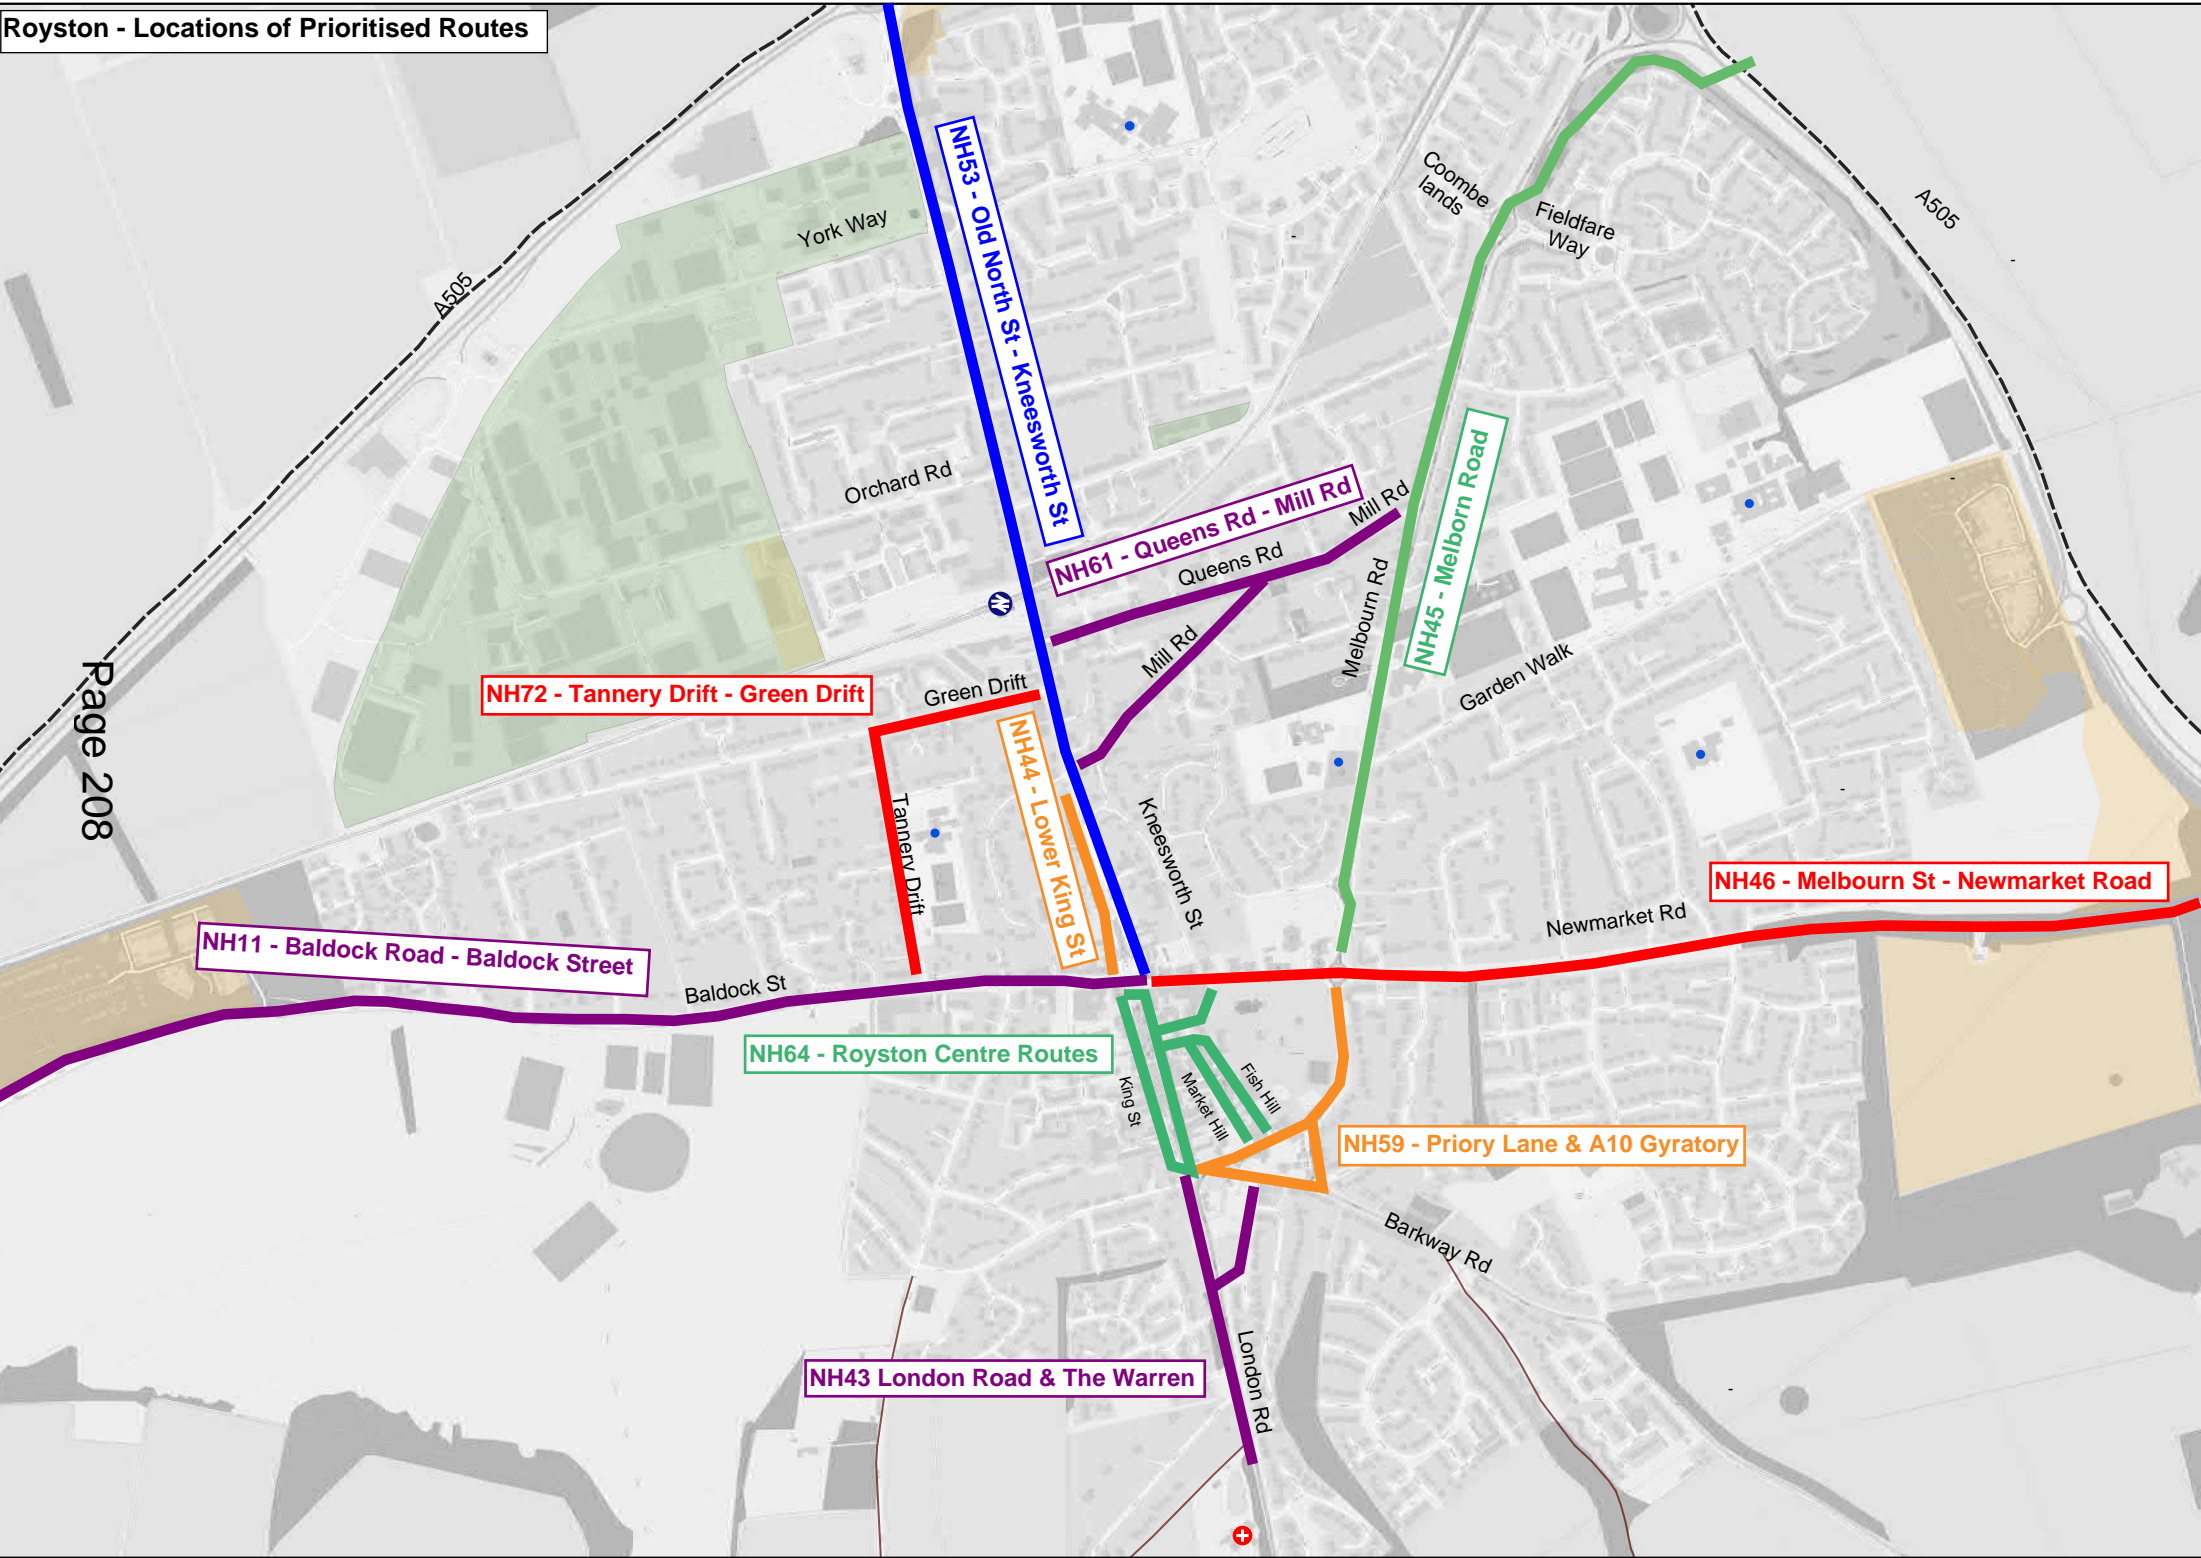 Royston - Locations of Prioritised Routes
NH53 - Old North St - Kneesworth St
Coombe
lands
Fieldfare
Way
A505
York Way
A505
Orchard Rd
NH61 - Queens Rd - Mill Rd
Mill Rd
Queens Rd
NH45 - Melborn Road
Melbourn Rd
Mill Rd
Garden Walk
Page 208
NH72 - Tannery Drift - Green Drift
Green Drift
NH44 - Lower King St
Tannery Drift
Kneesworth St
NH46 - Melbourn St - Newmarket Road
Newmarket Rd
NH11 - Baldock Road - Baldock Street
Baldock St
NH64 - Royston Centre Routes
King St
Market Hill
Fish Hill
NH59 - Priory Lane & A10 Gyratory
Barkway Rd
NH43 London Road & The Warren
London Rd